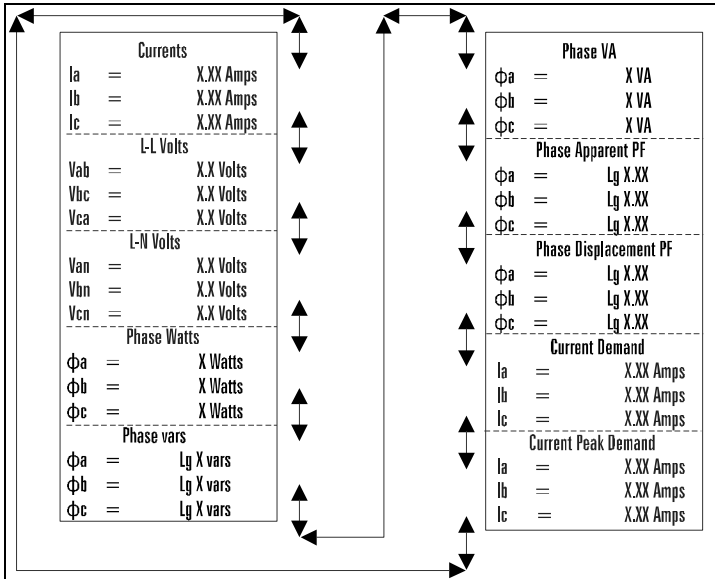 Currents
Ia = X.XX Amps
Ib = X.XX Amps
Ic = X.XX Amps
L-L Volts
Vab = X.X Volts
Vbc = X.X Volts
Vca = X.X Volts
L-N Volts
Van = X.X Volts
Vbn = X.X Volts
Vcn = X.X Volts
Phase Watts
ϕa = X Watts
ϕb = X Watts
ϕc = X Watts
Phase vars
ϕa = Lg X vars
ϕb = Lg X vars
ϕc = Lg X vars
Phase VA
ϕa = X VA
ϕb = X VA
ϕc = X VA
Phase Apparent PF
ϕa = Lg X.XX
ϕb = Lg X.XX
ϕc = Lg X.XX
Phase Displacement PF
ϕa = Lg X.XX
ϕb = Lg X.XX
ϕc = Lg X.XX
Current Demand
Ia = X.XX Amps
Ib = X.XX Amps
Ic = X.XX Amps
Current Peak Demand
Ia = X.XX Amps
Ib = X.XX Amps
Ic = X.XX Amps